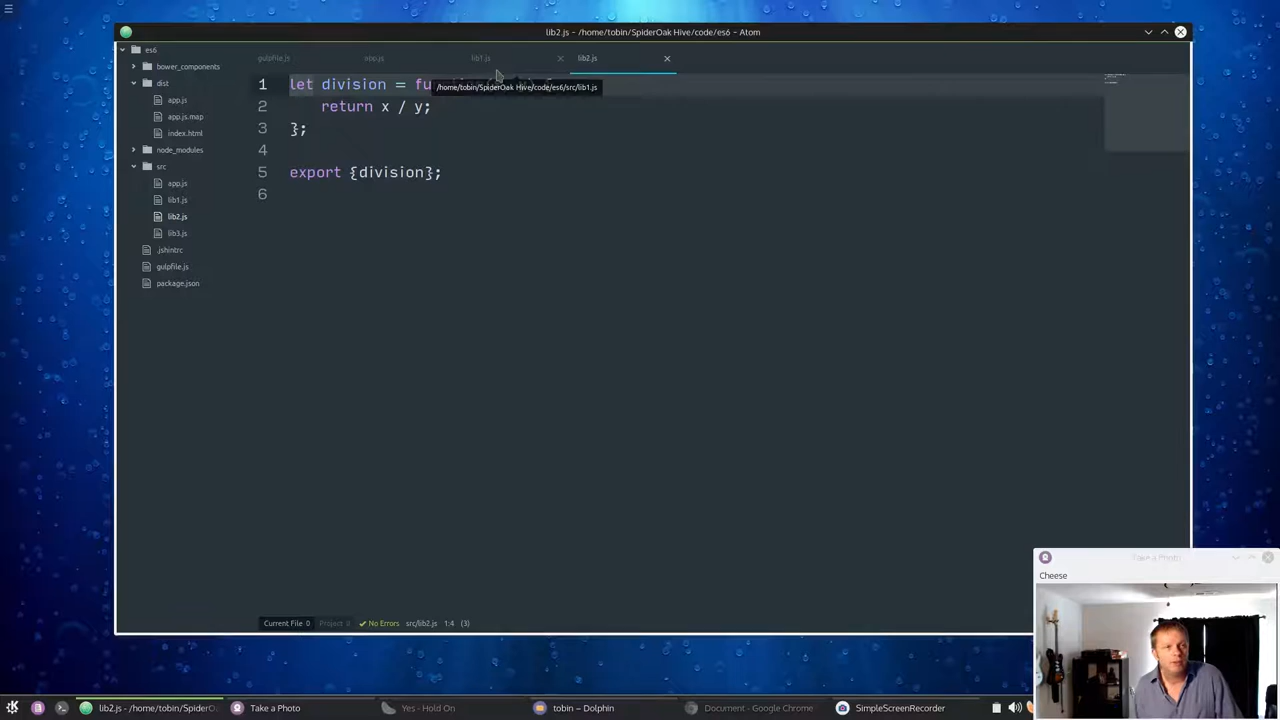 lib2.js - /home/tobin/SpiderOak Hive/code/es6 - Atom
es6
bower_components
dist
app.js
app.js.map
index.html
node_modules
src
app.js
lib1.js
lib2.js
lib3.js
.jshintrc
gulpfile.js
package.json
gulpfile.js app.js lib1.js lib2.js
1 let division = fu
/home/tobin/SpiderOak Hive/code/es6/src/lib1.js
2 return x / y;
3 };
4
5 export {division};
6
Current File 0 Project 0 No Errors src/lib2.js 1:4 (3)
Take a Photo
Cheese
lib2.js - /home/tobin/SpiderO
Take a Photo
Yes - Hold On
tobin – Dolphin
Document - Google Chrome
SimpleScreenRecorder